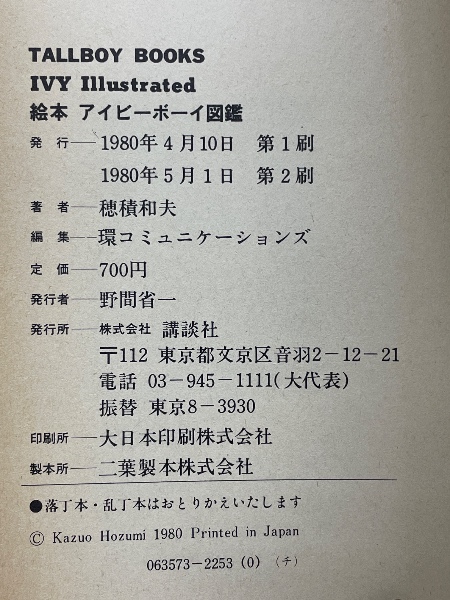 TALLBOY BOOKS
IVY Illustrated
絵本 アイビーボーイ図鑑
発 行──1980年4月10日 第1刷
1980年5月1日 第2刷
著 者──穂積和夫
編 集──環コミュニケーションズ
定 価──700円
発行者──野間省一
発行所──株式会社 講談社
〒112 東京都文京区音羽2－12－21
電話 03－945－1111(大代表)
振替 東京8－3930
印刷所──大日本印刷株式会社
製本所──二葉製本株式会社
●落丁本・乱丁本はおとりかえいたします
© Kazuo Hozumi 1980 Printed in Japan
063573－2253 (0) (チ)